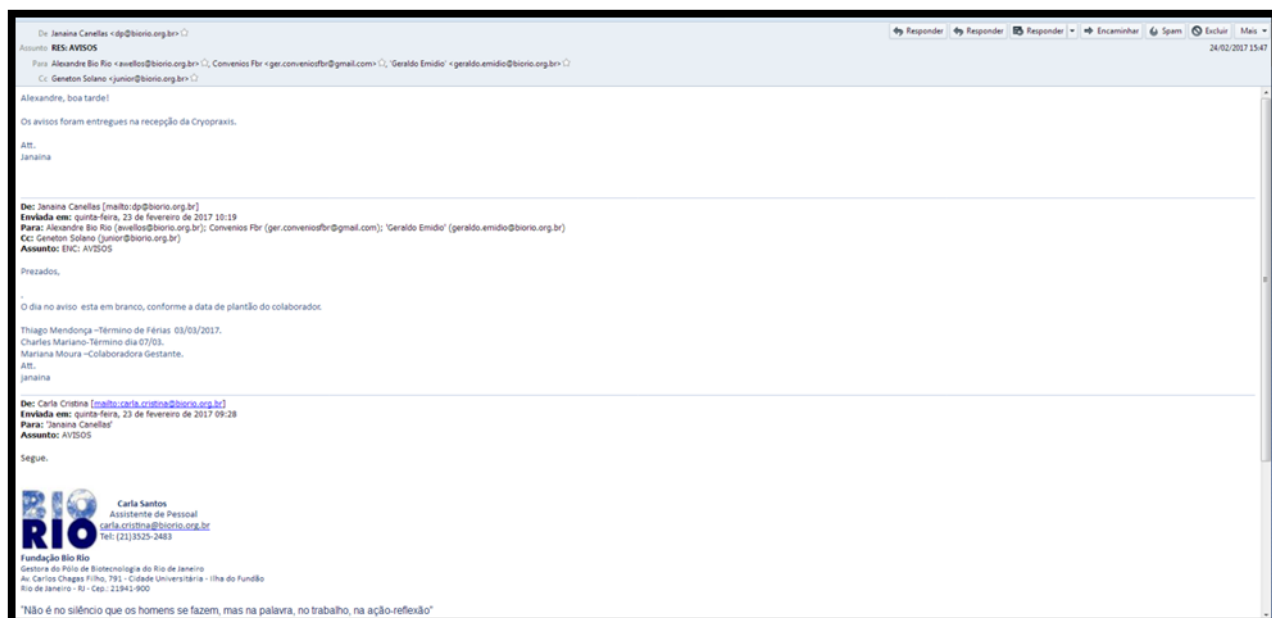 De Janaina Canellas <dp@biorio.org.br>
Responder Responder Responder Encaminhar Spam Excluir Mais
Assunto RES: AVISOS
24/02/2017 15:47
Para Alexandre Bio Rio <avellos@biorio.org.br>, Convenios Fbr <ger.conveniosfbr@gmail.com>, 'Geraldo Emidio' <geraldo.emidio@biorio.org.br>
Cc Geneton Solano <junior@biorio.org.br>
Alexandre, boa tarde!
Os avisos foram entregues na recepção da Cryopraxis.
Att.
Janaina
De: Janaina Canellas [mailto:dp@biorio.org.br]
Enviada em: quinta-feira, 23 de fevereiro de 2017 10:19
Para: Alexandre Bio Rio (avellos@biorio.org.br); Convenios Fbr (ger.conveniosfbr@gmail.com); 'Geraldo Emidio' (geraldo.emidio@biorio.org.br)
Cc: Geneton Solano (junior@biorio.org.br)
Assunto: ENC: AVISOS
Prezados,
.
O dia no aviso esta em branco, conforme a data de plantão do colaborador.
Thiago Mendonça –Término de Férias 03/03/2017.
Charles Mariano-Término dia 07/03.
Mariana Moura –Colaboradora Gestante.
Att.
janaina
De: Carla Cristina [mailto:carla.cristina@biorio.org.br]
Enviada em: quinta-feira, 23 de fevereiro de 2017 09:28
Para: 'Janaina Canellas'
Assunto: AVISOS
Segue.
BIO
RIO
Carla Santos
Assistente de Pessoal
carla.cristina@biorio.org.br
Tel: (21)3525-2483
Fundação Bio Rio
Gestora do Pólo de Biotecnologia do Rio de Janeiro
Av. Carlos Chagas Filho, 791 - Cidade Universitária - Ilha do Fundão
Rio de Janeiro - RJ - Cep.: 21941-900
"Não é no silêncio que os homens se fazem, mas na palavra, no trabalho, na ação-reflexão"